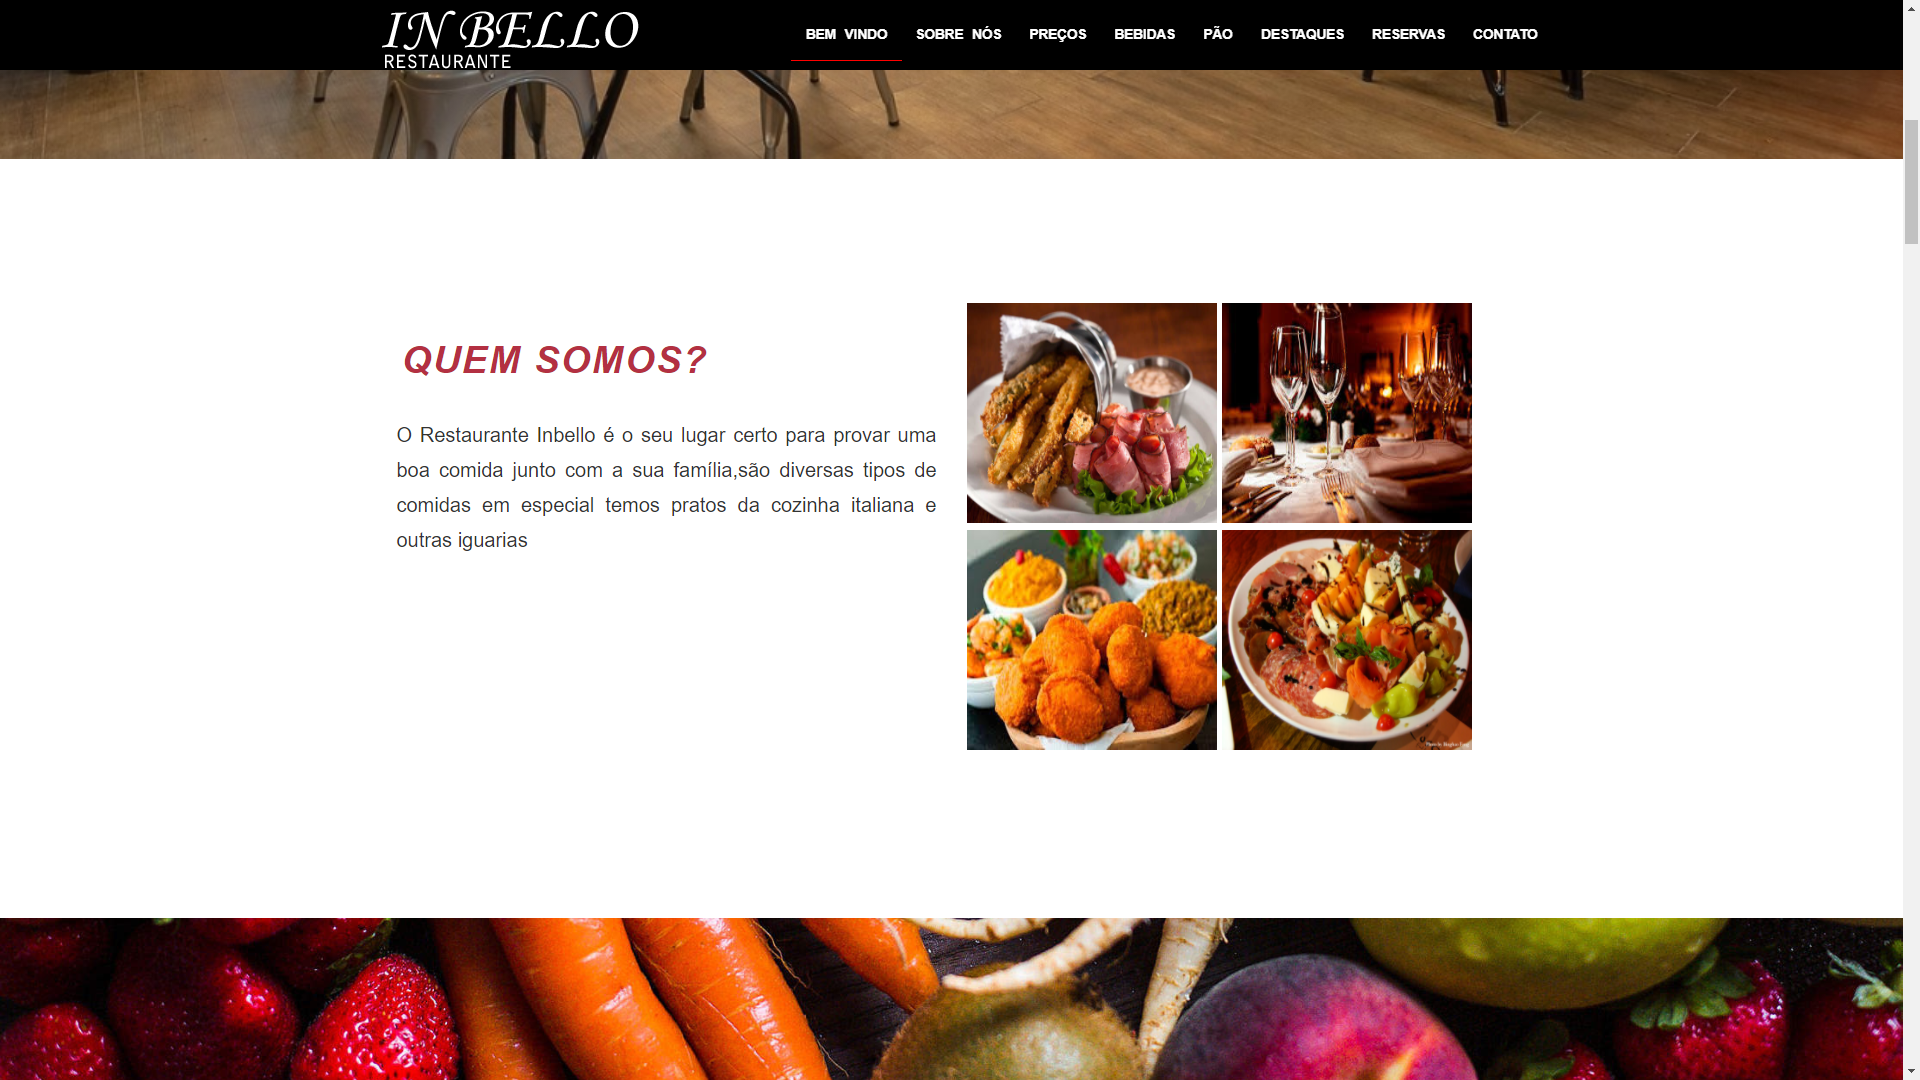 IN BELLO
RESTAURANTE
BEM VINDO
SOBRE NÓS
PREÇOS
BEBIDAS
PÃO
DESTAQUES
RESERVAS
CONTATO
QUEM SOMOS?
O Restaurante Inbello é o seu lugar certo para provar uma
boa comida junto com a sua família,são diversas tipos de
comidas em especial temos pratos da cozinha italiana e
outras iguarias